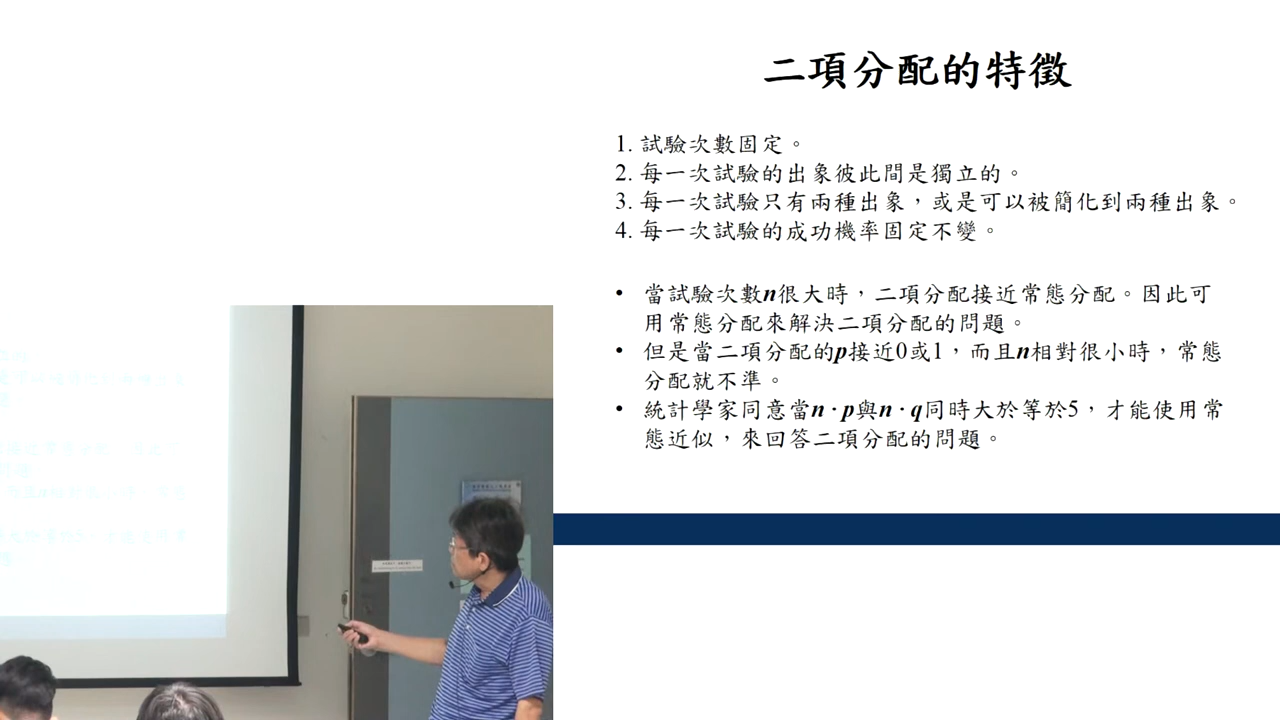 二項分配的特徵
1. 試驗次數固定。
2. 每一次試驗的出象彼此間是獨立的。
3. 每一次試驗只有兩種出象，或是可以被簡化到兩種出象。
4. 每一次試驗的成功機率固定不變。
• 當試驗次數n很大時，二項分配接近常態分配。因此可
用常態分配來解決二項分配的問題。
• 但是當二項分配的p接近0或1，而且n相對很小時，常態
分配就不準。
• 統計學家同意當n · p與n · q同時大於等於5，才能使用常
態近似，來回答二項分配的問題。